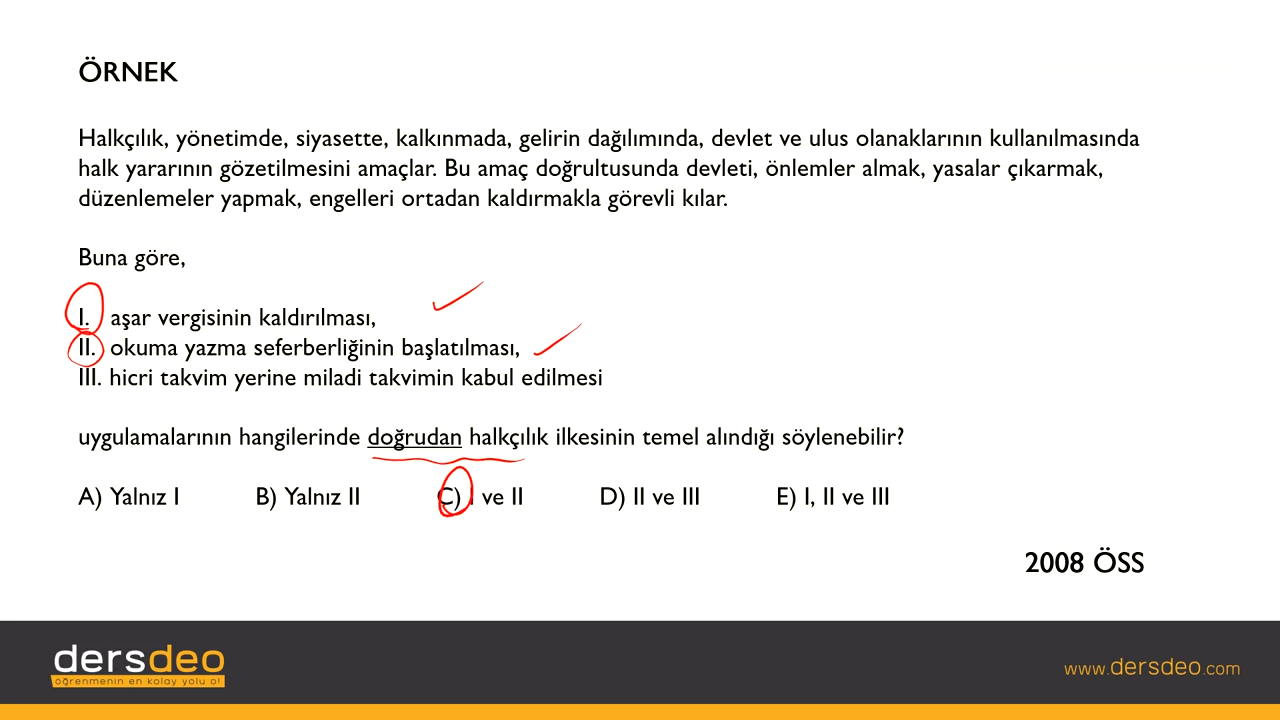 ÖRNEK
Halkçılık, yönetimde, siyasette, kalkınmada, gelirin dağılımında, devlet ve ulus olanaklarının kullanılmasında
halk yararının gözetilmesini amaçlar. Bu amaç doğrultusunda devleti, önlemler almak, yasalar çıkarmak,
düzenlemeler yapmak, engelleri ortadan kaldırmakla görevli kılar.
Buna göre,
I. aşar vergisinin kaldırılması,
II. okuma yazma seferberliğinin başlatılması,
III. hicri takvim yerine miladi takvimin kabul edilmesi
uygulamalarının hangilerinde doğrudan halkçılık ilkesinin temel alındığı söylenebilir?
A) Yalnız I B) Yalnız II C) I ve II D) II ve III E) I, II ve III
2008 ÖSS
dersdeo
öğrenmenin en kolay yolu o!
www.dersdeo.com